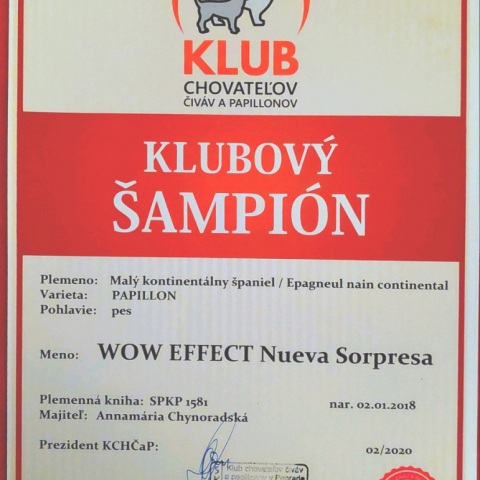 KLUB
CHOVATEĽOV
ČIVÁV A PAPILLONOV
KLUBOVÝ
ŠAMPIÓN
Plemeno: Malý kontinentálny španiel / Epagneul nain continental
Varieta: PAPILLON
Pohlavie: pes
Meno: WOW EFFECT Nueva Sorpresa
Plemenná kniha: SPKP 1581 nar. 02.01.2018
Majiteľ: Annamária Chynoradská
Prezident KCHČaP: 02/2020
Klub chovateľov čiváv
a papillonov v Poprade